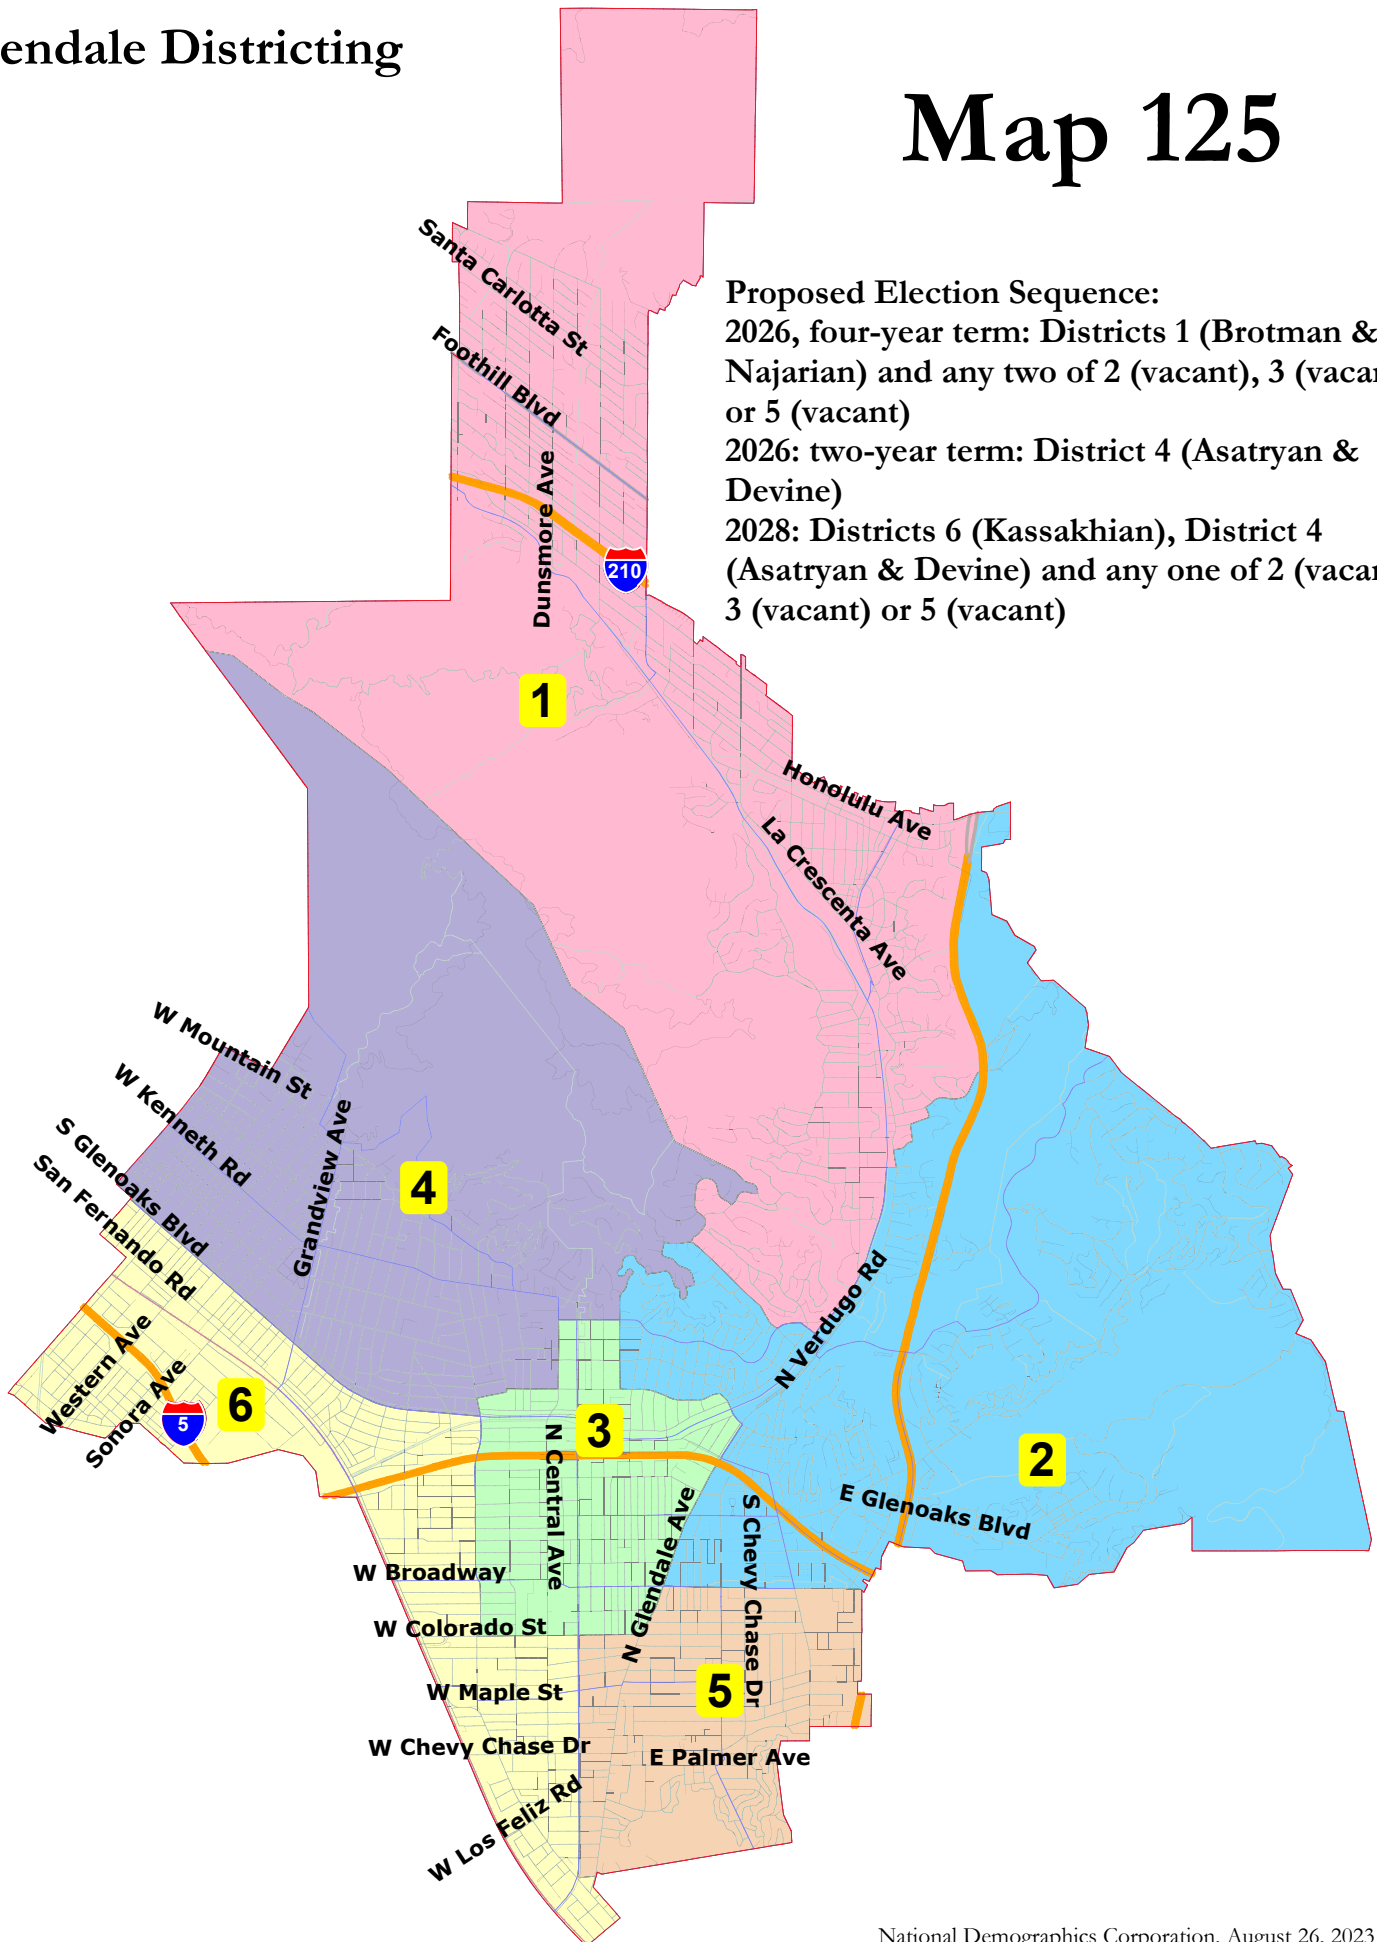 endale Districting
Map 125
Proposed Election Sequence:
2026, four-year term: Districts 1 (Brotman &
Najarian) and any two of 2 (vacant), 3 (vacan
or 5 (vacant)
2026: two-year term: District 4 (Asatryan &
Devine)
2028: Districts 6 (Kassakhian), District 4
(Asatryan & Devine) and any one of 2 (vacan
3 (vacant) or 5 (vacant)
Santa Carlotta St
Foothill Blvd
Dunsmore Ave
210
1
Honolulu Ave
La Crescenta Ave
W Mountain St
W Kenneth Rd
S Glenoaks Blvd
San Fernando Rd
Grandview Ave
4
N Verdugo Rd
Western Ave
Sonora Ave
5
6
3
2
N Central Ave
N Glendale Ave
S Chevy Chase Dr
E Glenoaks Blvd
W Broadway
W Colorado St
W Maple St
5
W Chevy Chase Dr
E Palmer Ave
W Los Feliz Rd
National Demographics Corporation, August 26, 2023